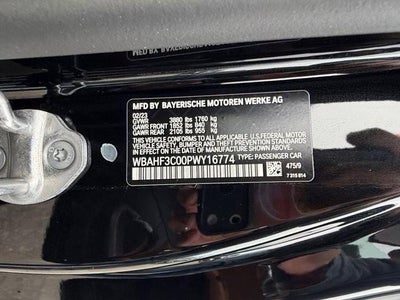 MFD BY BAYERISCHE MOTOREN WERKE AG
02/23
GVWR 3880 lbs 1760 kg
GAWR FRONT 1852 lbs 840 kg
GAWR REAR 2105 lbs 955 kg
THIS VEHICLE CONFORMS TO ALL APPLICABLE U.S.FEDERAL MOTOR
VEHICLE SAFETY, BUMPER AND THEFT PREVENTION STANDARDS
IN EFFECT ON THE DATE OF MANUFACTURE SHOWN ABOVE.
WBAHF3C00PWY16774 TYPE: PASSENGER CAR
475/9
7 315 814